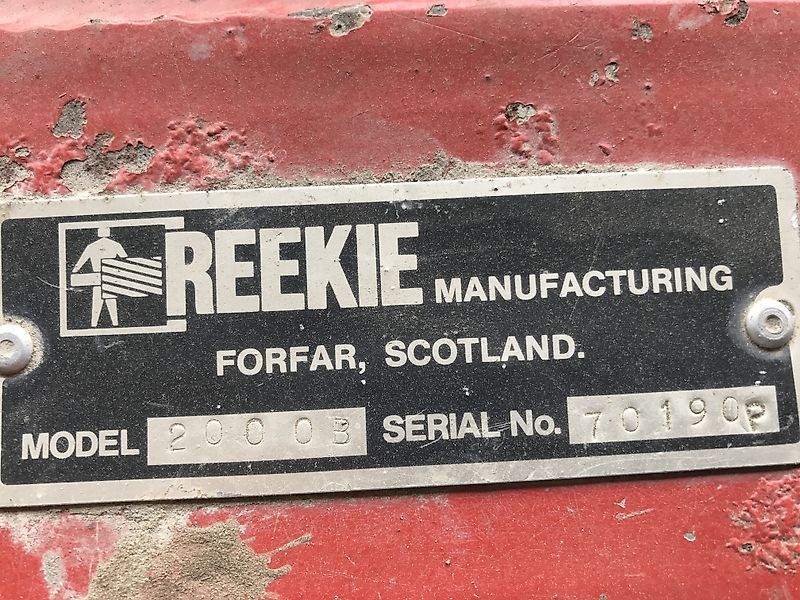 REEKIE MANUFACTURING
FORFAR, SCOTLAND.
MODEL 2000B SERIAL No. 70190P